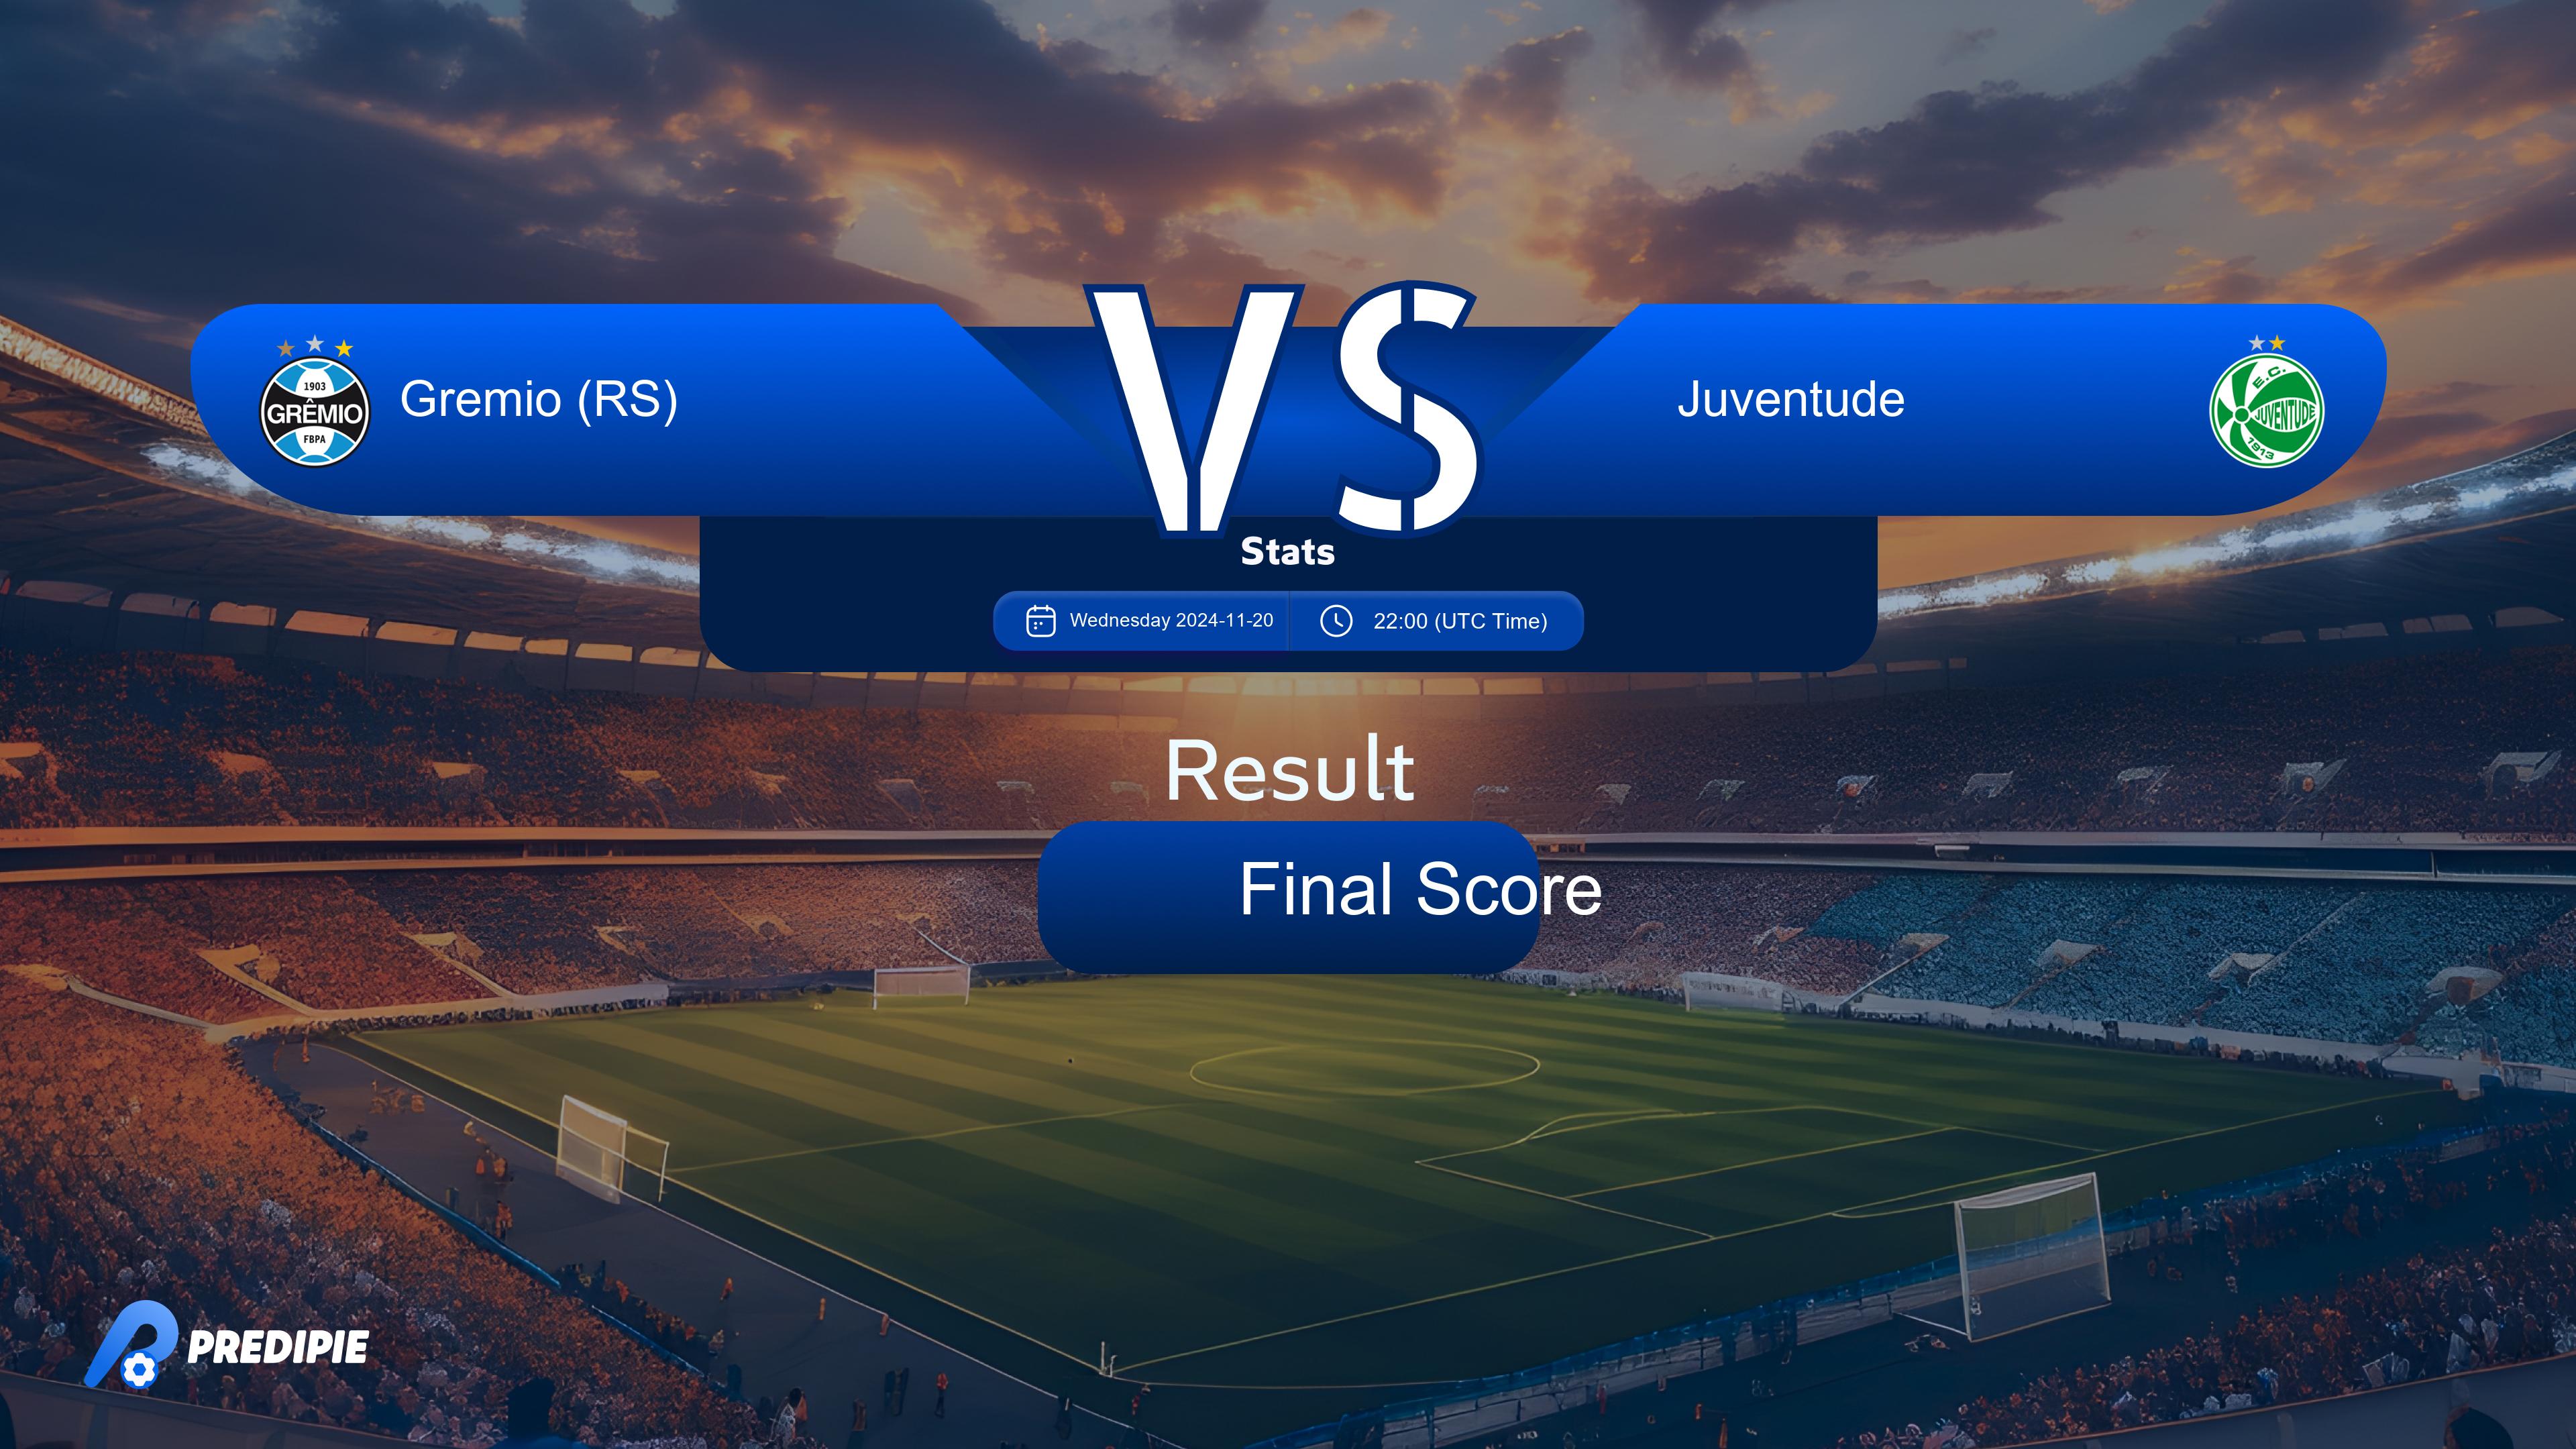 VS
1903
GRÊMIO
FBPA
Gremio (RS)
Juventude
E.C.
JUVENTUDE
1913
Stats
Wednesday 2024-11-20
22:00 (UTC Time)
Result
Final Score
PREDIPIE